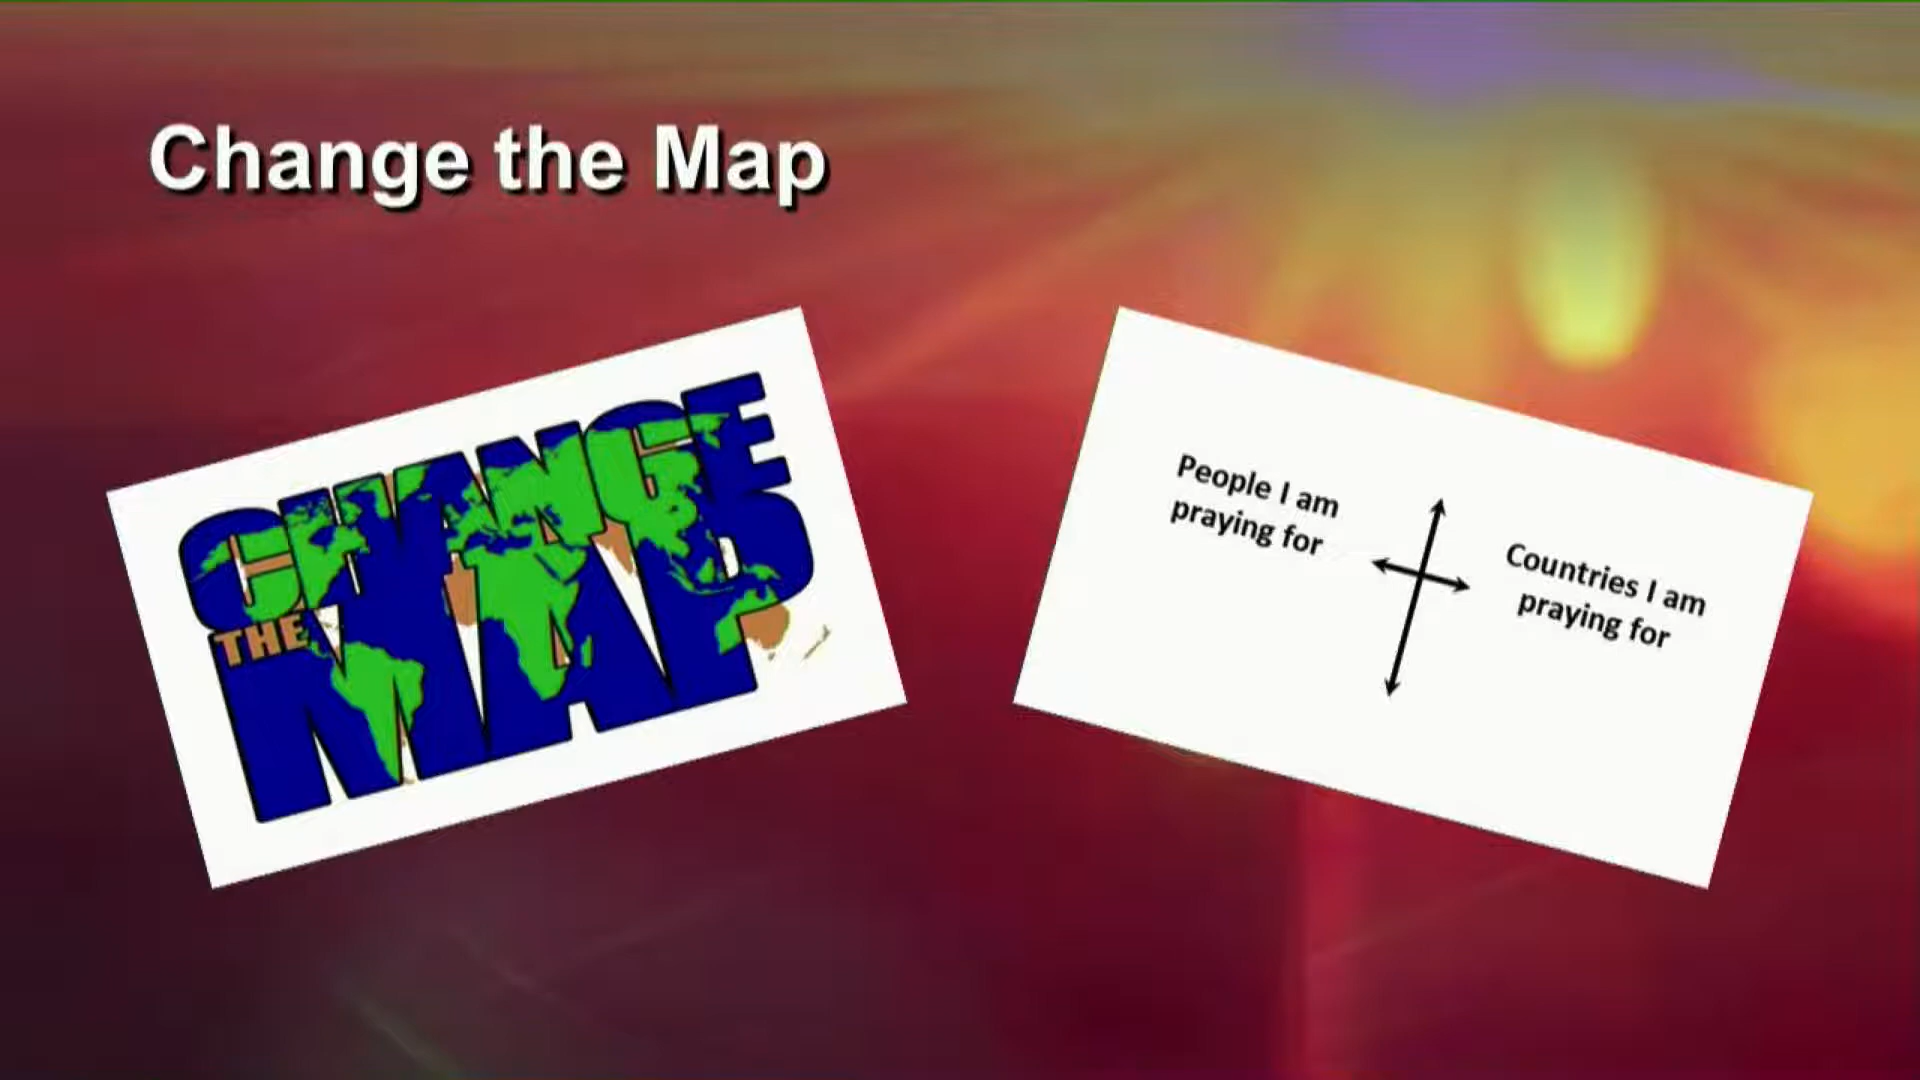 Change the Map
CHANGE
THE
MAP
People I am
praying for
Countries I am
praying for